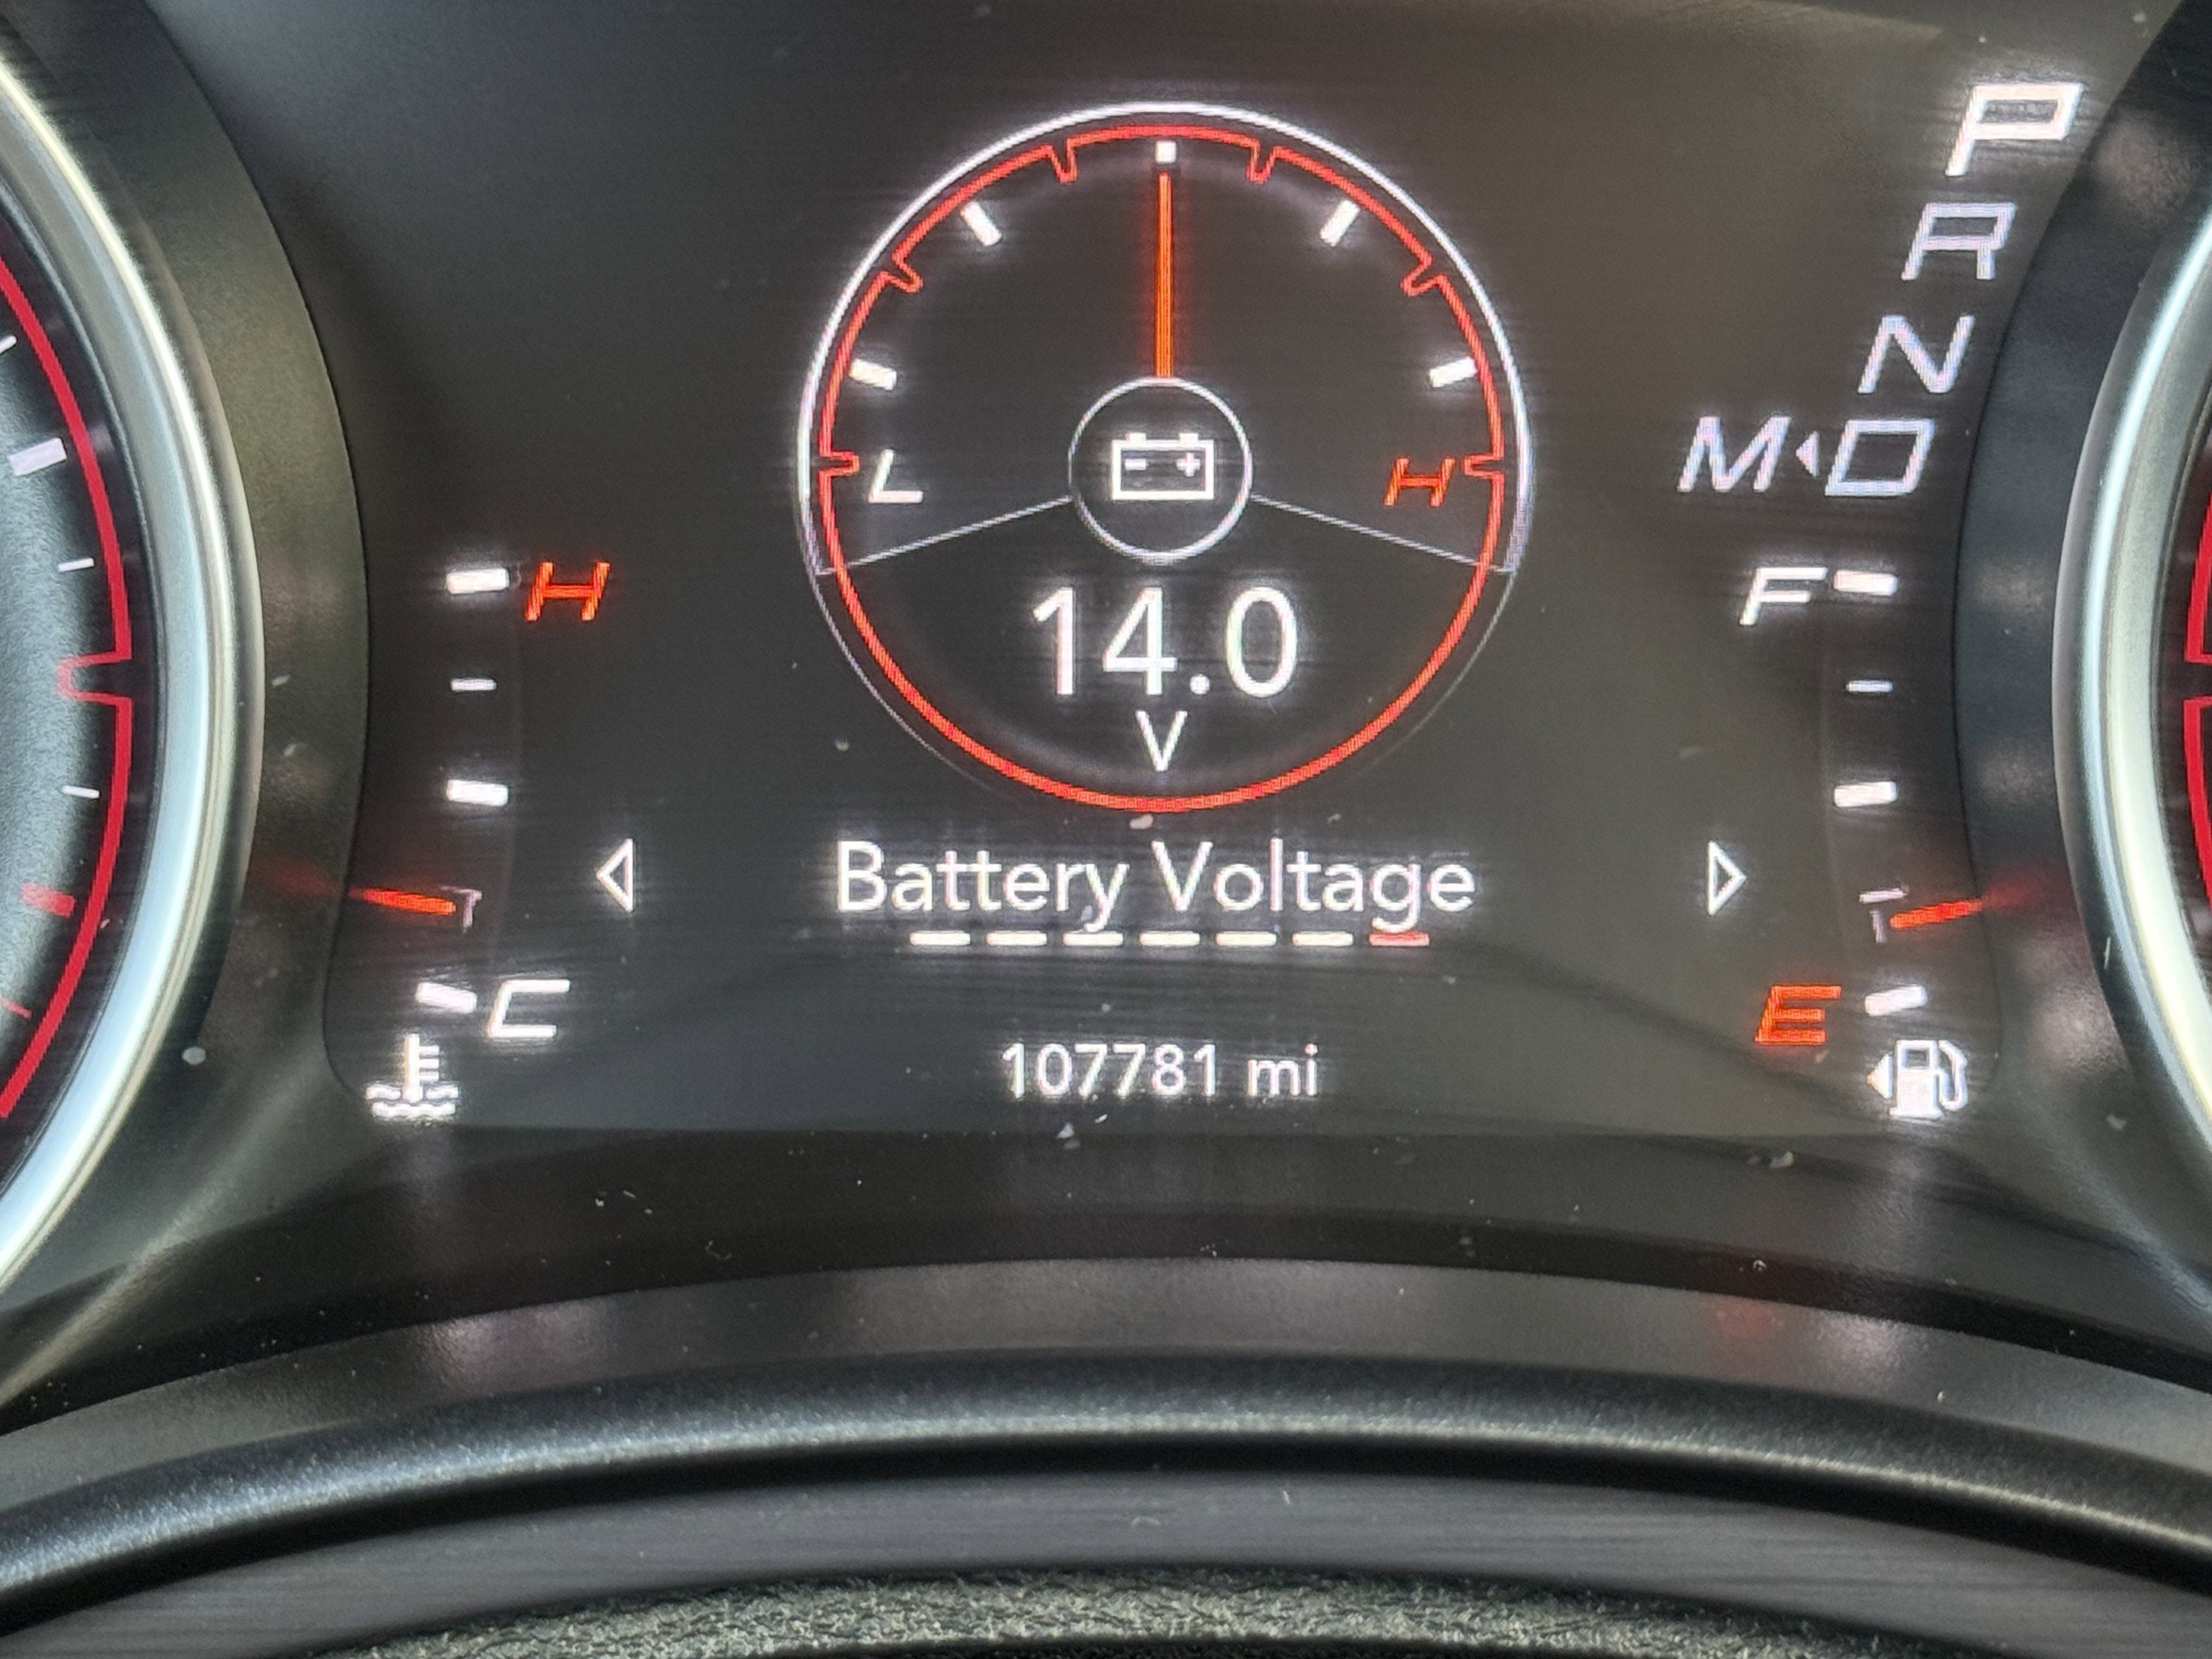 P
R
N
M D
L H
14.0
V
H F
Battery Voltage
C E
107781 mi